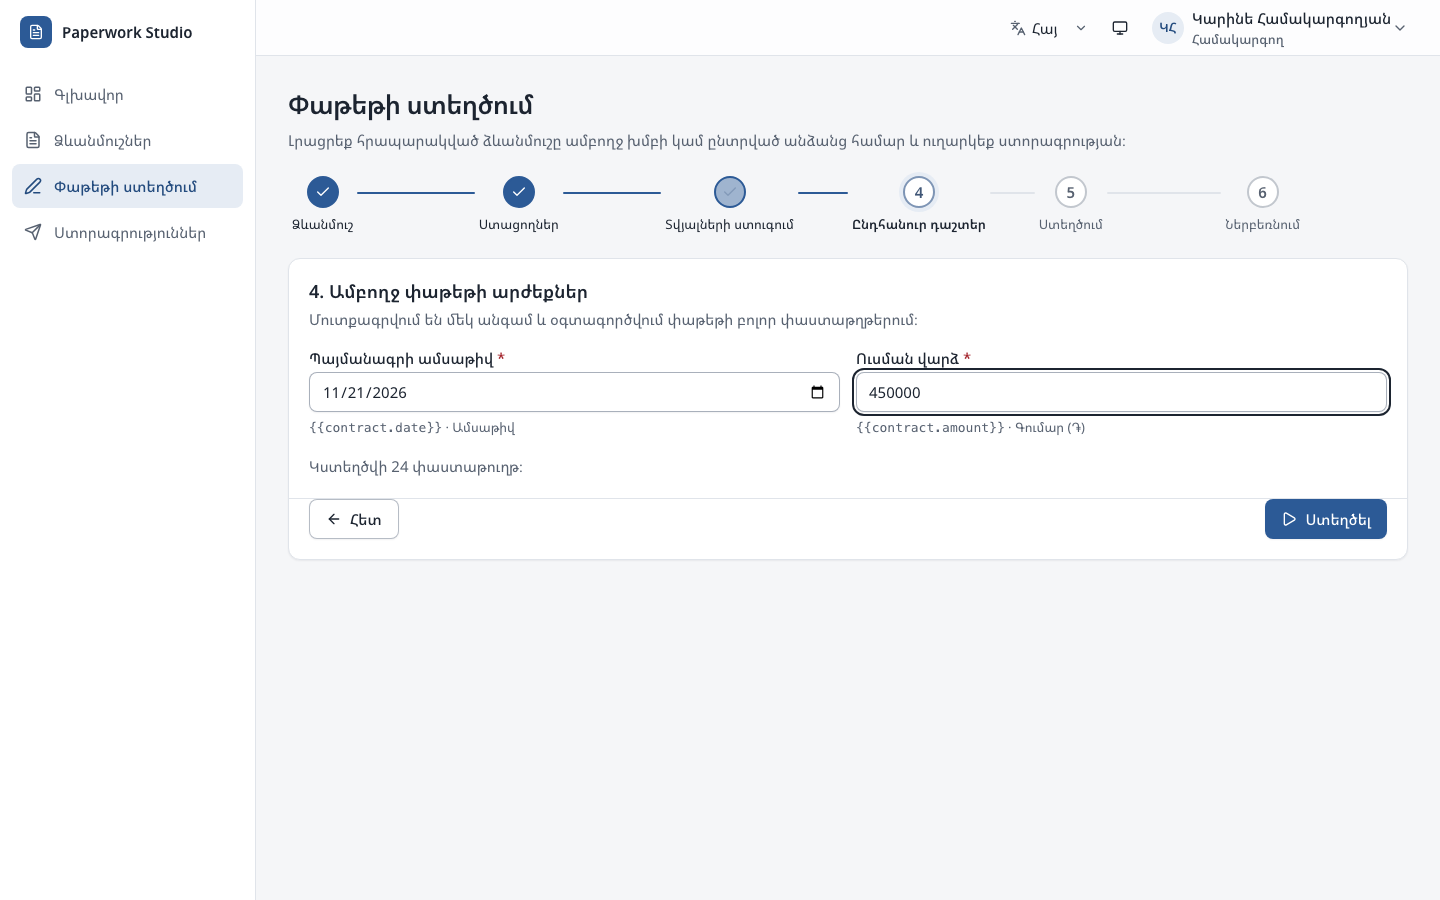 Paperwork Studio
Հայ
ԿՀ
Կարինե Համակարգողյան
Համակարգող
Գլխավոր
Ձևանմուշներ
Փաթեթի ստեղծում
Ստորագրություններ
Փաթեթի ստեղծում
Լրացրեք հրապարակված ձևանմուշը ամբողջ խմբի կամ ընտրված անձանց համար և ուղարկեք ստորագրության։
4
5
6
Ձևանմուշ
Ստացողներ
Տվյալների ստուգում
Ընդհանուր դաշտեր
Ստեղծում
Ներբեռնում
4. Ամբողջ փաթեթի արժեքներ
Մուտքագրվում են մեկ անգամ և օգտագործվում փաթեթի բոլոր փաստաթղթերում։
Պայմանագրի ամսաթիվ *
Ուսման վարձ *
11/21/2026
450000
{{contract.date}} · Ամսաթիվ
{{contract.amount}} · Գումար (֏)
Կստեղծվի 24 փաստաթուղթ։
Հետ
Ստեղծել